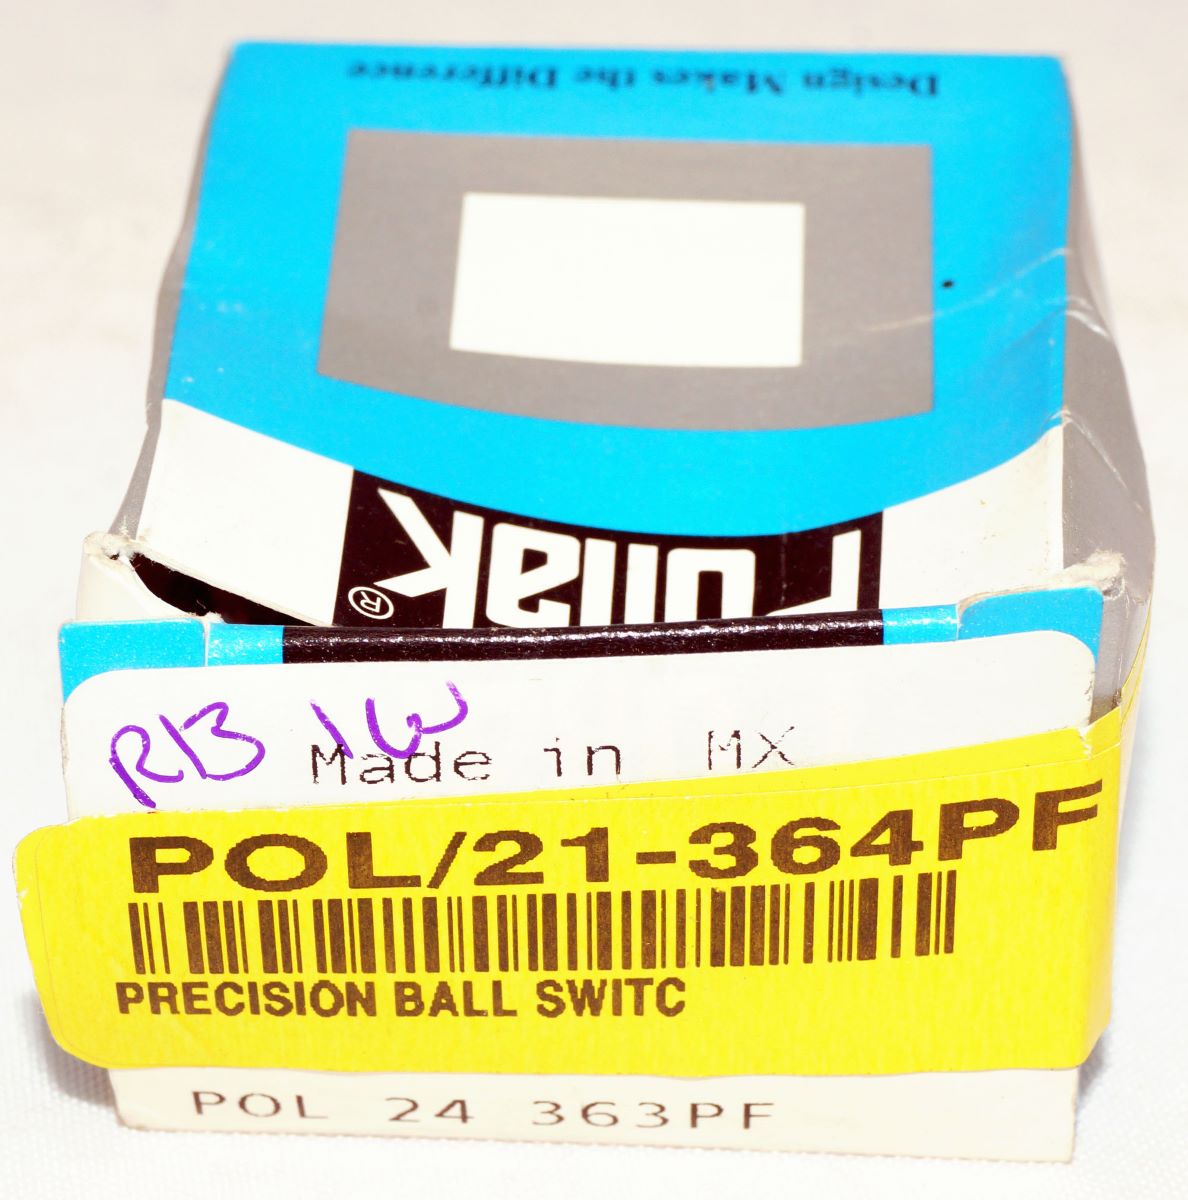 Design Makes the Difference
Pollak®
RB 1W
Made in MX
POL/21-364PF
PRECISION BALL SWITC
POL 24 363PF